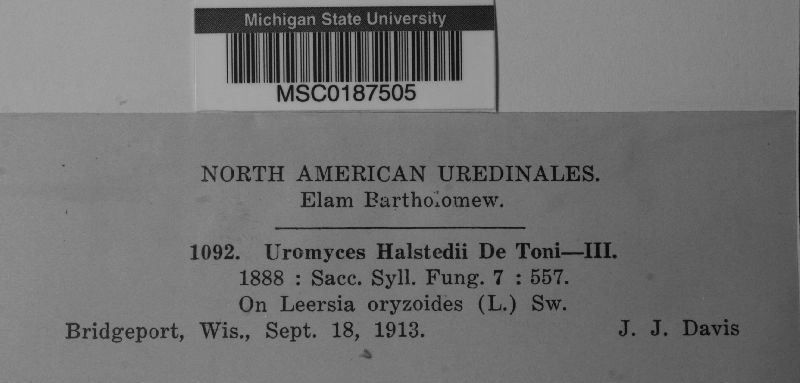 Michigan State University
MSC0187505
NORTH AMERICAN UREDINALES.
Elam Bartholomew.
1092. Uromyces Halstedii De Toni—III.
1888 : Sacc. Syll. Fung. 7 : 557.
On Leersia oryzoides (L.) Sw.
Bridgeport, Wis., Sept. 18, 1913. J. J. Davis